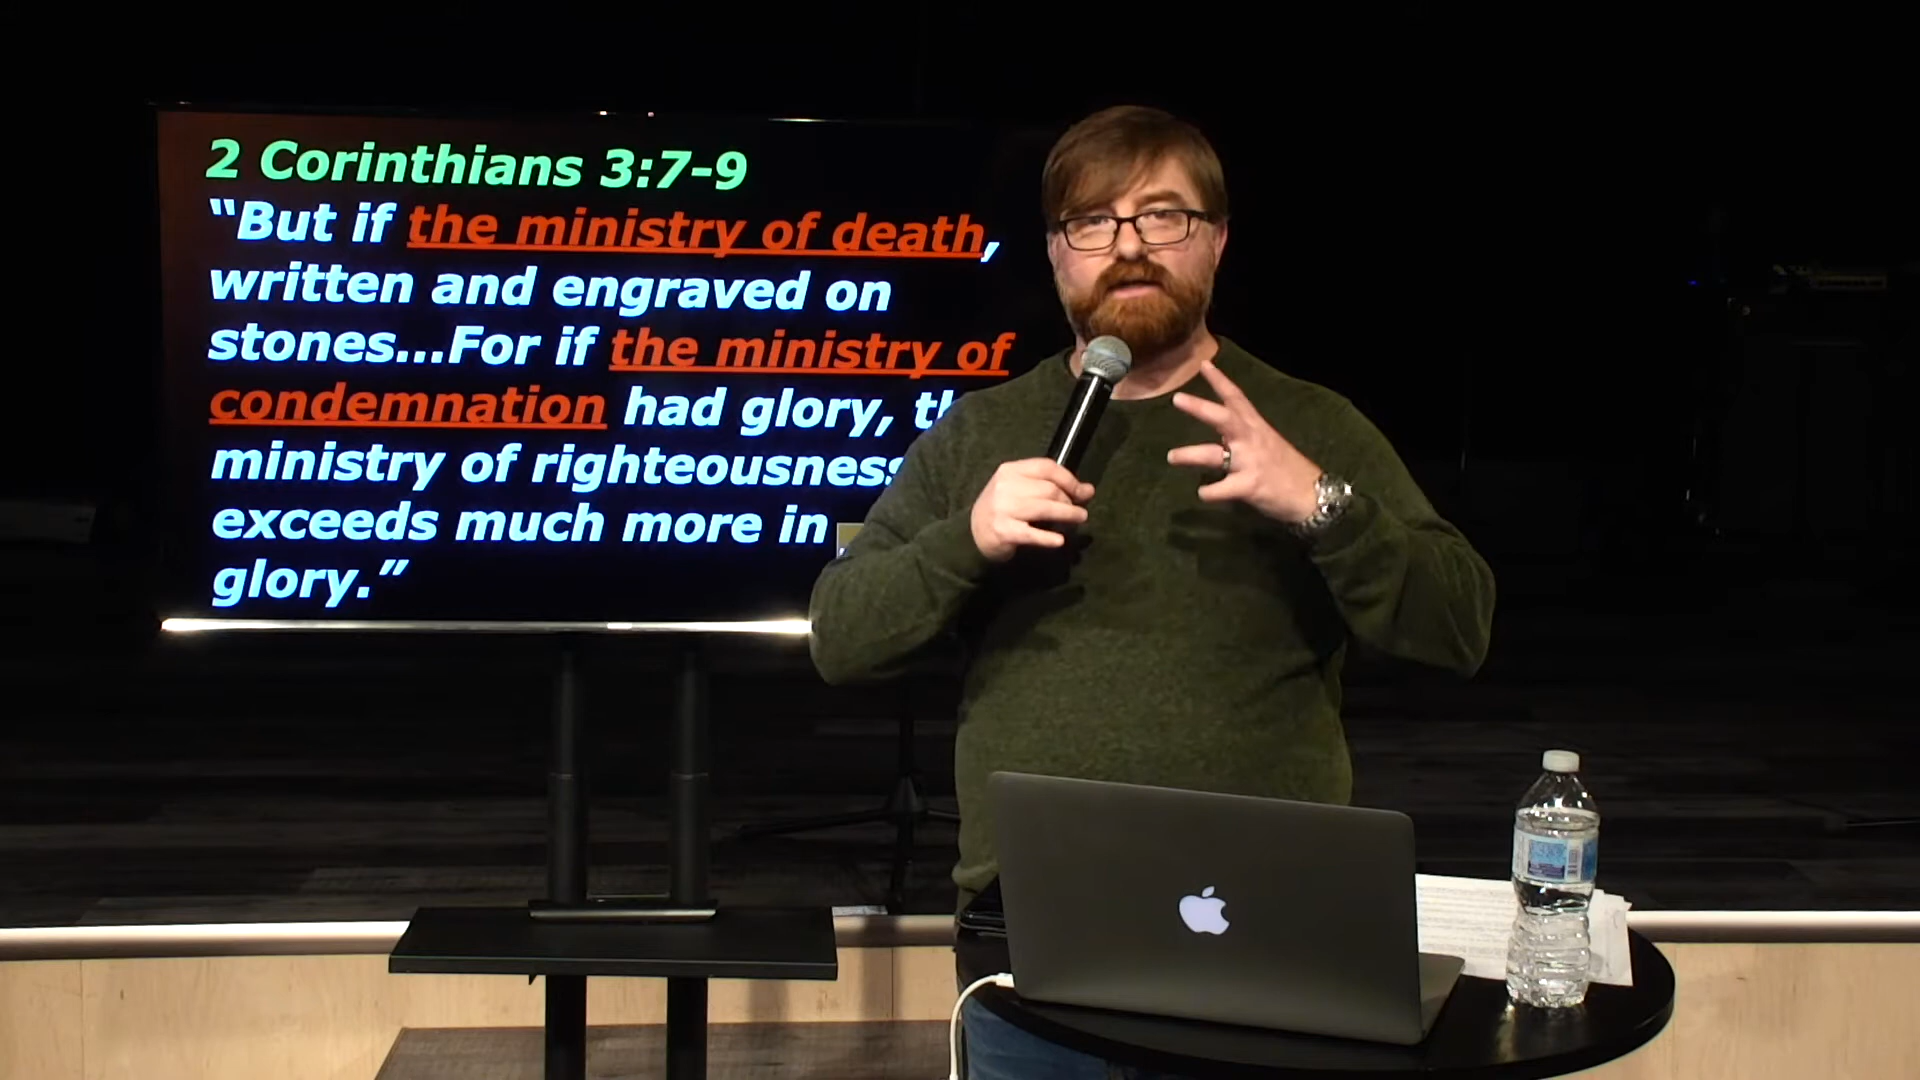 2 Corinthians 3:7-9
“But if the ministry of death,
written and engraved on
stones...For if the ministry of
condemnation had glory,
ministry of righteousness
exceeds much more in
glory.”